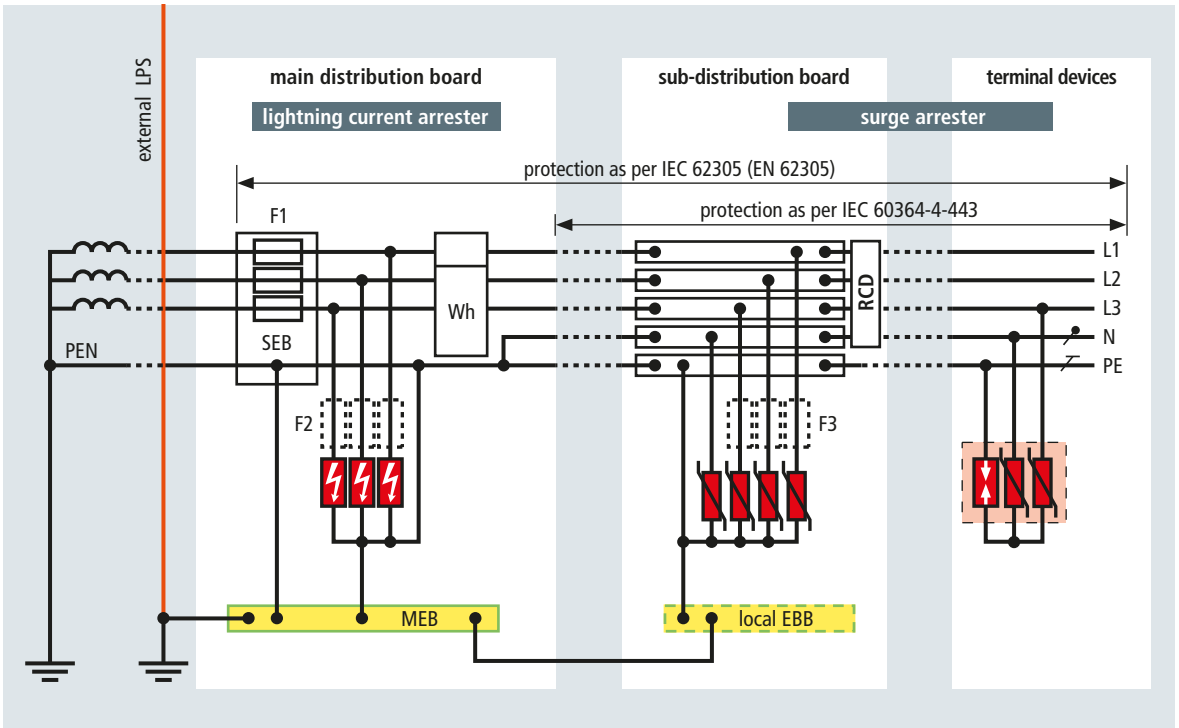 external LPS
main distribution board
sub-distribution board
terminal devices
lightning current arrester
surge arrester
protection as per IEC 62305 (EN 62305)
protection as per IEC 60364-4-443
F1
L1
L2
L3
N
PE
RCD
Wh
SEB
PEN
F2
F3
MEB
local EBB